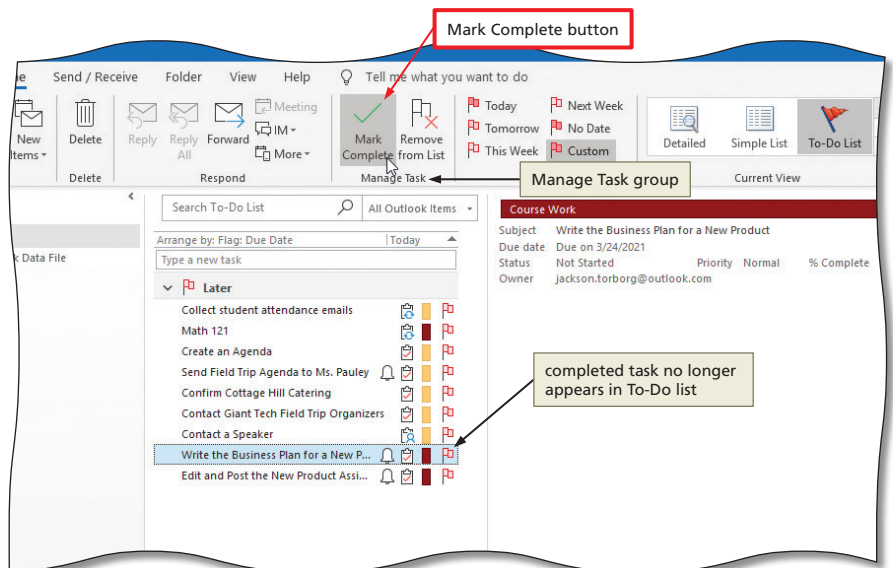 Mark Complete button
Send / Receive Folder View Help Tell me what you want to do
New Items
Delete
Reply
Reply All
Forward
Meeting
IM
More
Mark Complete
Remove from List
Today
Tomorrow
This Week
Next Week
No Date
Custom
Detailed
Simple List
To-Do List
Delete
Respond
Manage Task
Manage Task group
Current View
Search To-Do List All Outlook Items
Data File
Arrange by: Flag: Due Date Today
Type a new task
Later
Collect student attendance emails
Math 121
Create an Agenda
Send Field Trip Agenda to Ms. Pauley
Confirm Cottage Hill Catering
Contact Giant Tech Field Trip Organizers
Contact a Speaker
Write the Business Plan for a New P...
Edit and Post the New Product Assi...
Course Work
Subject Write the Business Plan for a New Product
Due date Due on 3/24/2021
Status Not Started Priority Normal % Complete
Owner jackson.torborg@outlook.com
completed task no longer
appears in To-Do list